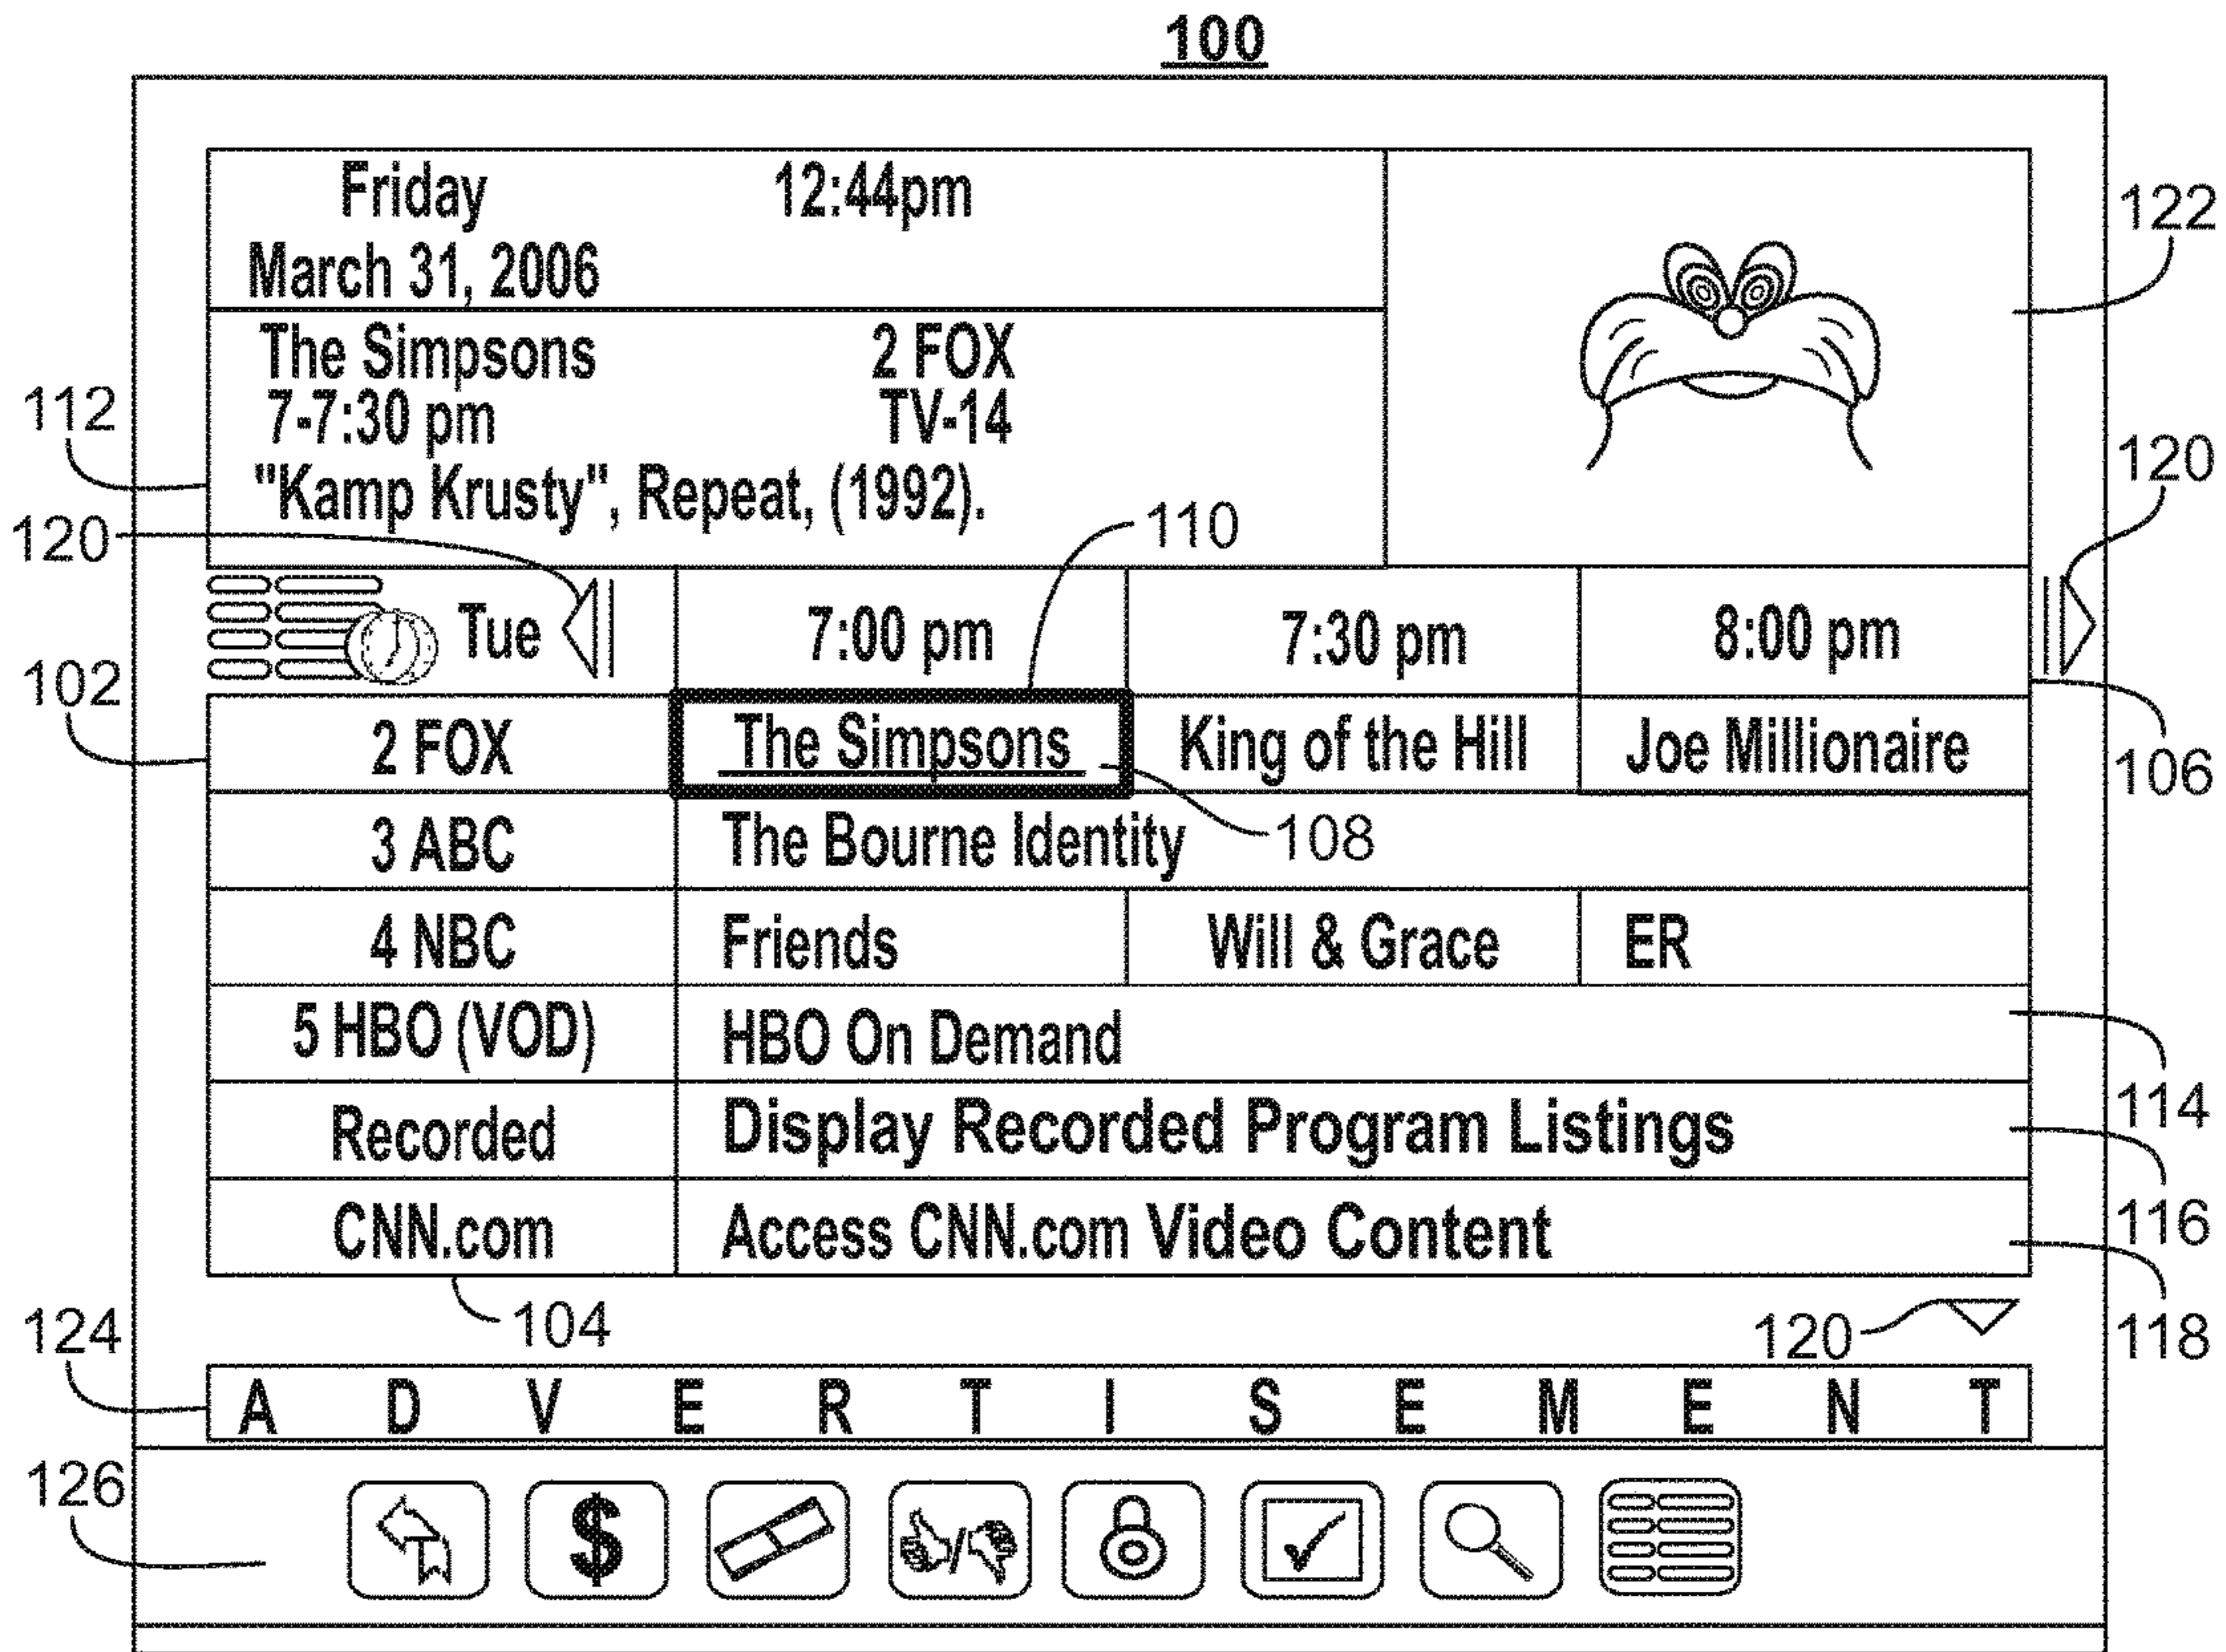 100
Friday 12:44pm
March 31, 2006
122
The Simpsons 2 FOX
112 7-7:30 pm TV-14
120
"Kamp Krusty", Repeat, (1992).
120 110
Tue 7:00 pm 7:30 pm 8:00 pm
102
2 FOX The Simpsons King of the Hill Joe Millionaire
106
3 ABC The Bourne Identity 108
4 NBC Friends Will & Grace ER
5 HBO (VOD) HBO On Demand
114
Recorded Display Recorded Program Listings
116
CNN.com Access CNN.com Video Content
124 104 120 118
A D V E R T I S E M E N T
126 $